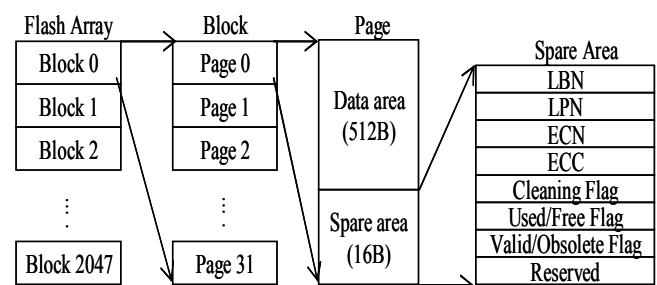 Flash Array
Block 0
Block 1
Block 2
⋮
Block 2047
Block
Page 0
Page 1
Page 2
⋮
Page 31
Page
Data area
(512B)
Spare area
(16B)
Spare Area
LBN
LPN
ECN
ECC
Cleaning Flag
Used/Free Flag
Valid/Obsolete Flag
Reserved